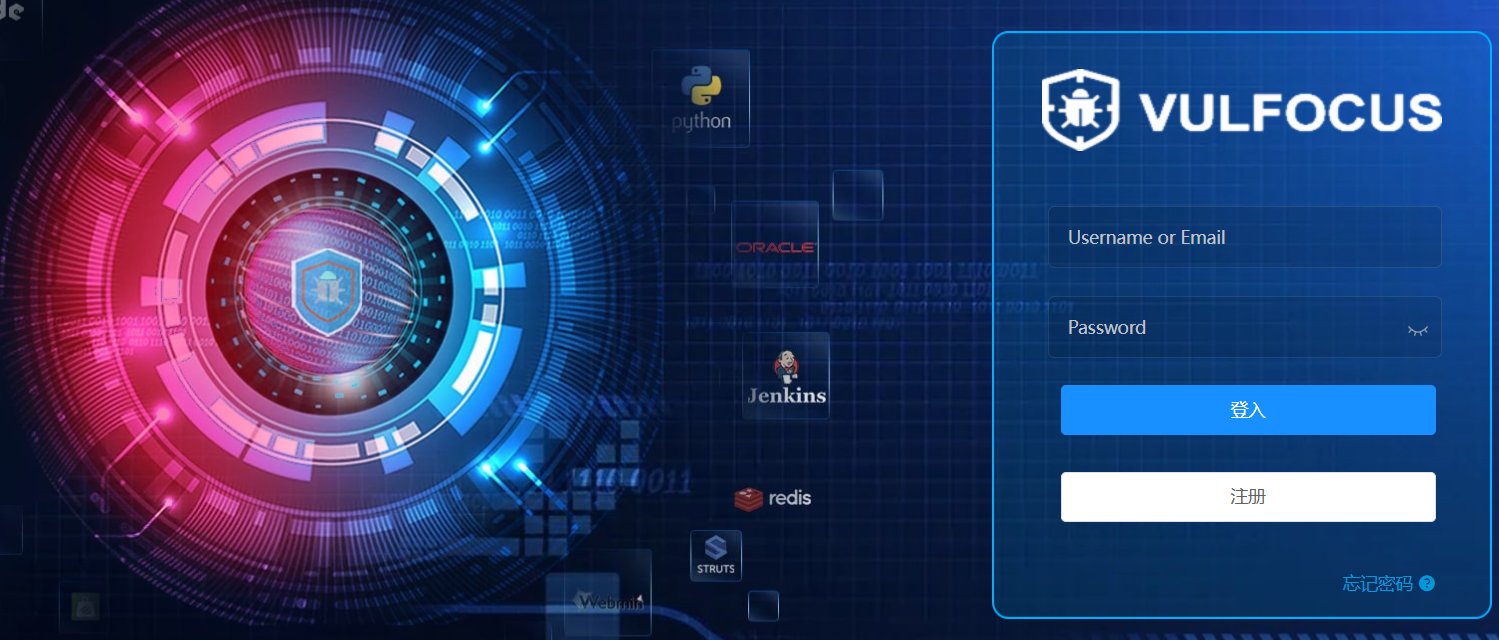 python
ORACLE
Jenkins
redis
STRUTS
Webmin
VULFOCUS
Username or Email
Password
登入
注册
忘记密码